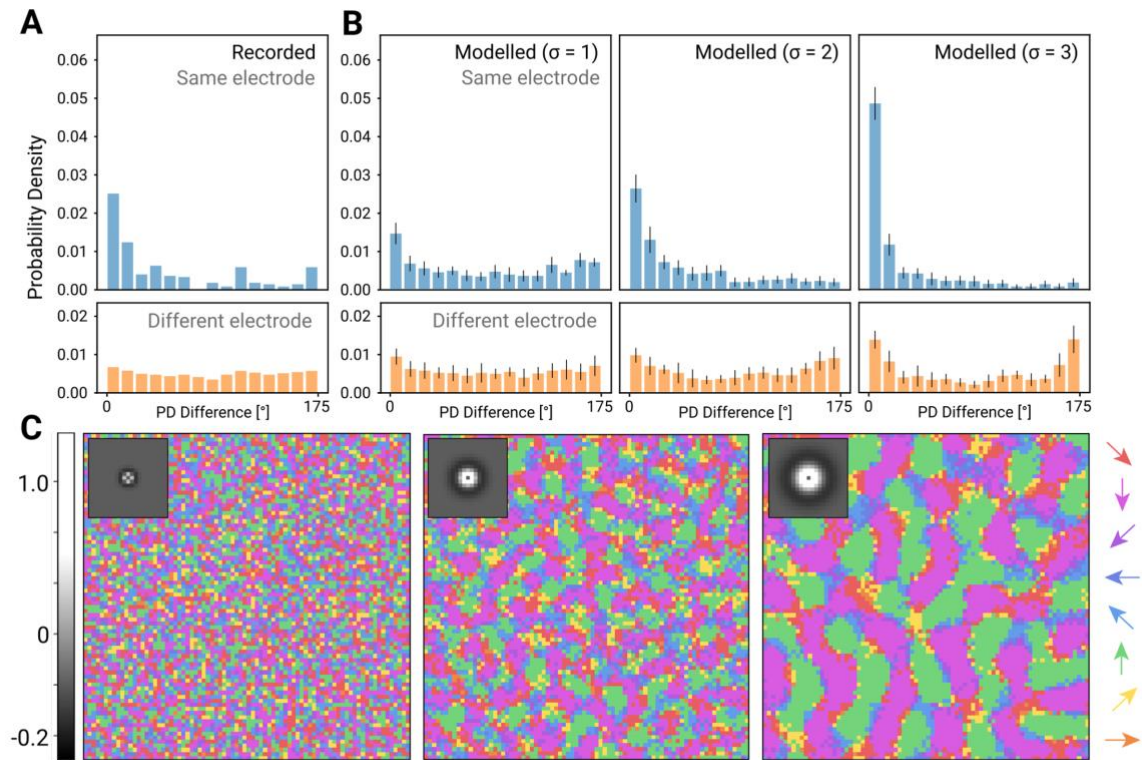 A
B
Recorded
Same electrode
Modelled (σ = 1)
Same electrode
Modelled (σ = 2)
Modelled (σ = 3)
Probability Density
0.06
0.05
0.04
0.03
0.02
0.01
0.00
0.06
0.05
0.04
0.03
0.02
0.01
0.00
Different electrode
Different electrode
0.02
0.01
0.00
0.02
0.01
0.00
0
PD Difference [°]
175
0
PD Difference [°]
175
0
PD Difference [°]
175
0
PD Difference [°]
175
C
1.0
0
-0.2